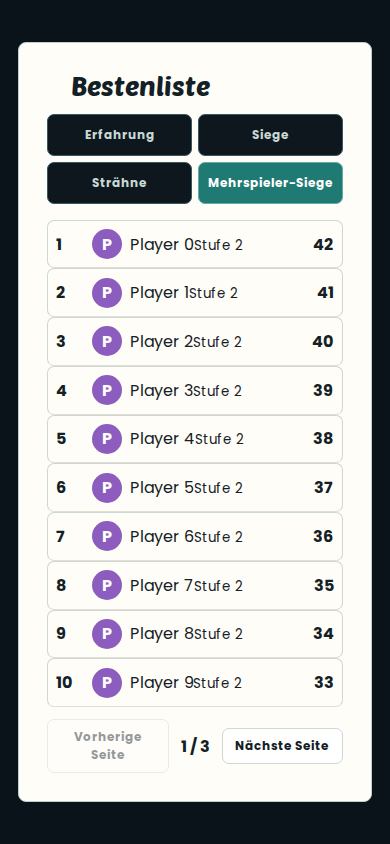 Bestenliste
Erfahrung Siege
Strähne Mehrspieler-Siege
1 P Player 0Stufe 2 42
2 P Player 1Stufe 2 41
3 P Player 2Stufe 2 40
4 P Player 3Stufe 2 39
5 P Player 4Stufe 2 38
6 P Player 5Stufe 2 37
7 P Player 6Stufe 2 36
8 P Player 7Stufe 2 35
9 P Player 8Stufe 2 34
10 P Player 9Stufe 2 33
Vorherige
Seite
1 / 3 Nächste Seite